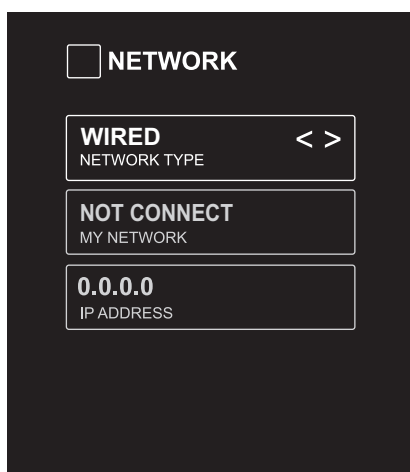 NETWORK
WIRED < >
NETWORK TYPE
NOT CONNECT
MY NETWORK
0.0.0.0
IP ADDRESS